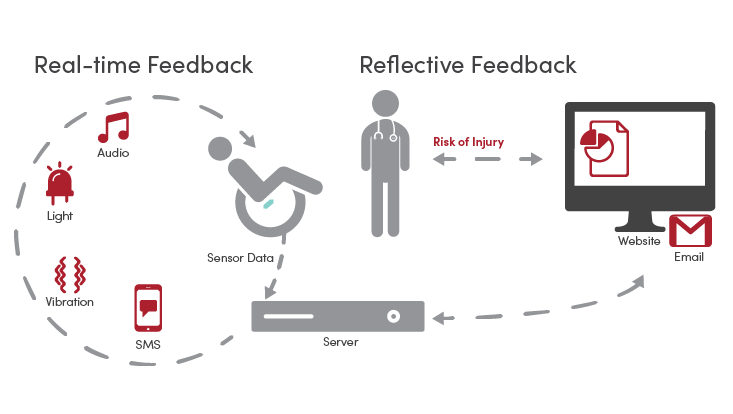 Real-time Feedback
Reflective Feedback
Audio
Risk of Injury
Light
Website
Sensor Data
Email
Vibration
SMS
Server